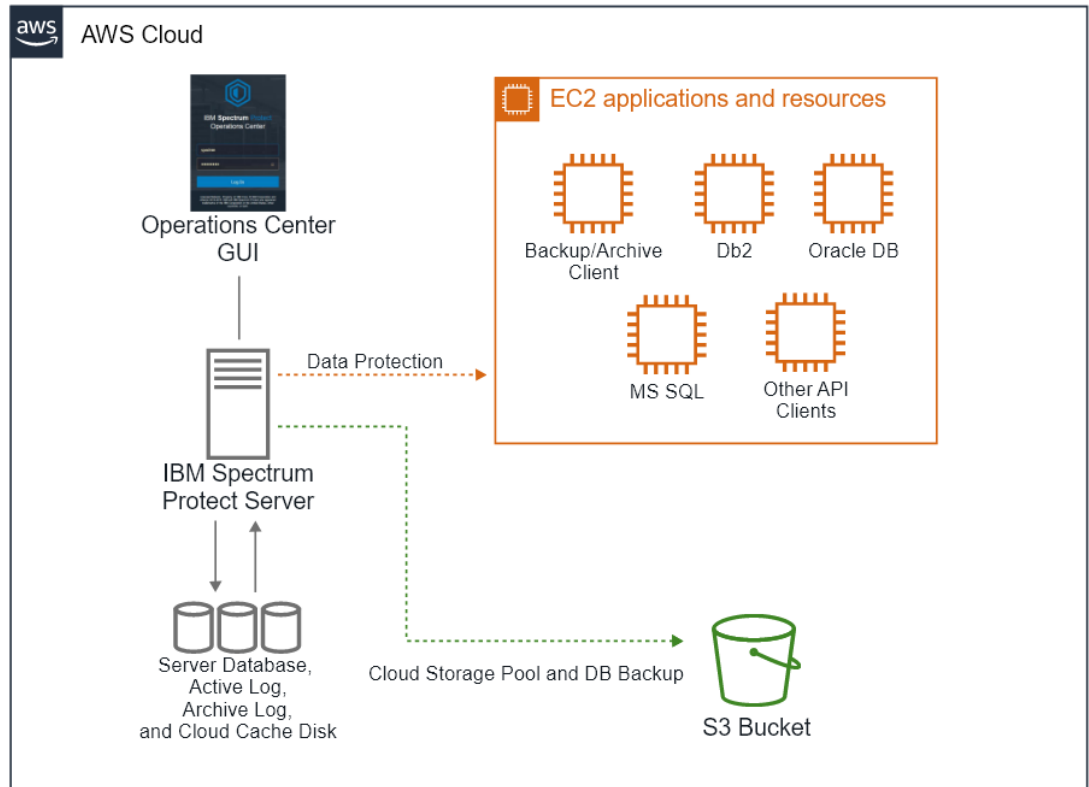 aws
AWS Cloud
IBM Spectrum Protect
Operations Center
Log In
Operations Center
GUI
EC2 applications and resources
Backup/Archive
Client
Db2
Oracle DB
MS SQL
Other API
Clients
Data Protection
IBM Spectrum
Protect Server
Server Database,
Active Log,
Archive Log,
and Cloud Cache Disk
Cloud Storage Pool and DB Backup
S3 Bucket